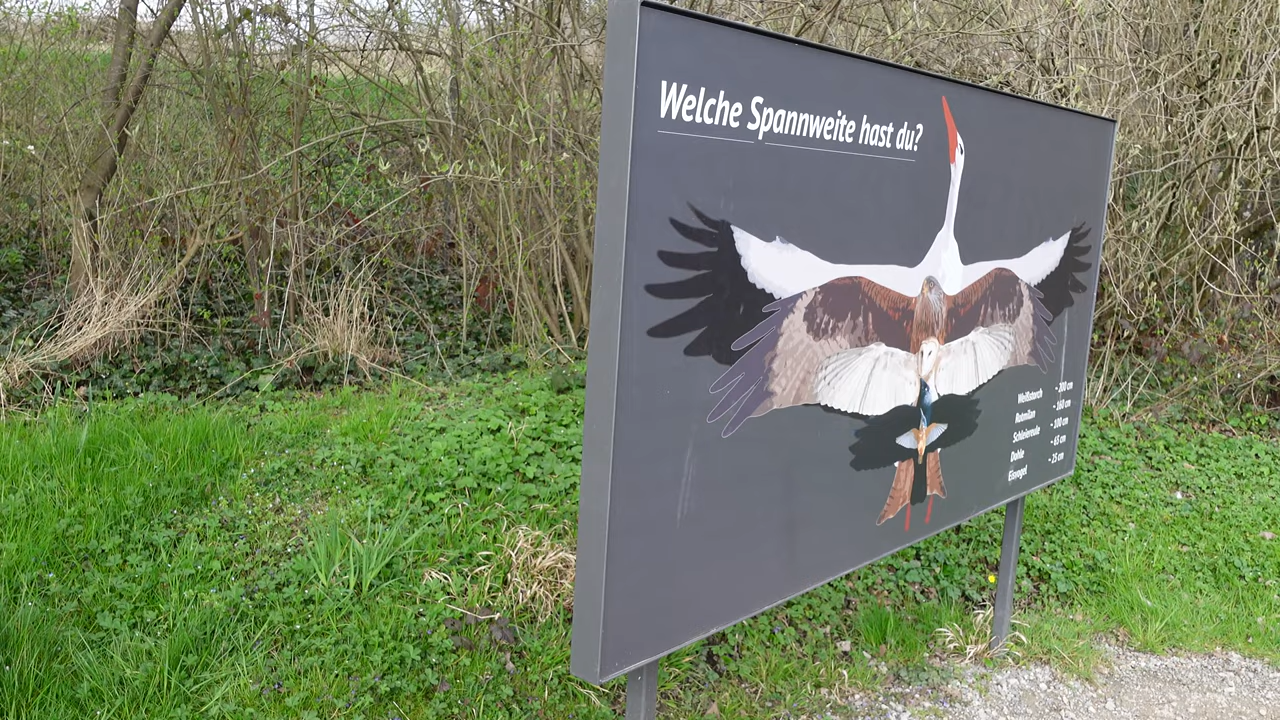 Welche Spannweite hast du?
Weißstorch ~ 200 cm
Rotmilan ~ 160 cm
Schleiereule ~ 100 cm
Dohle ~ 65 cm
Eisvogel ~ 25 cm